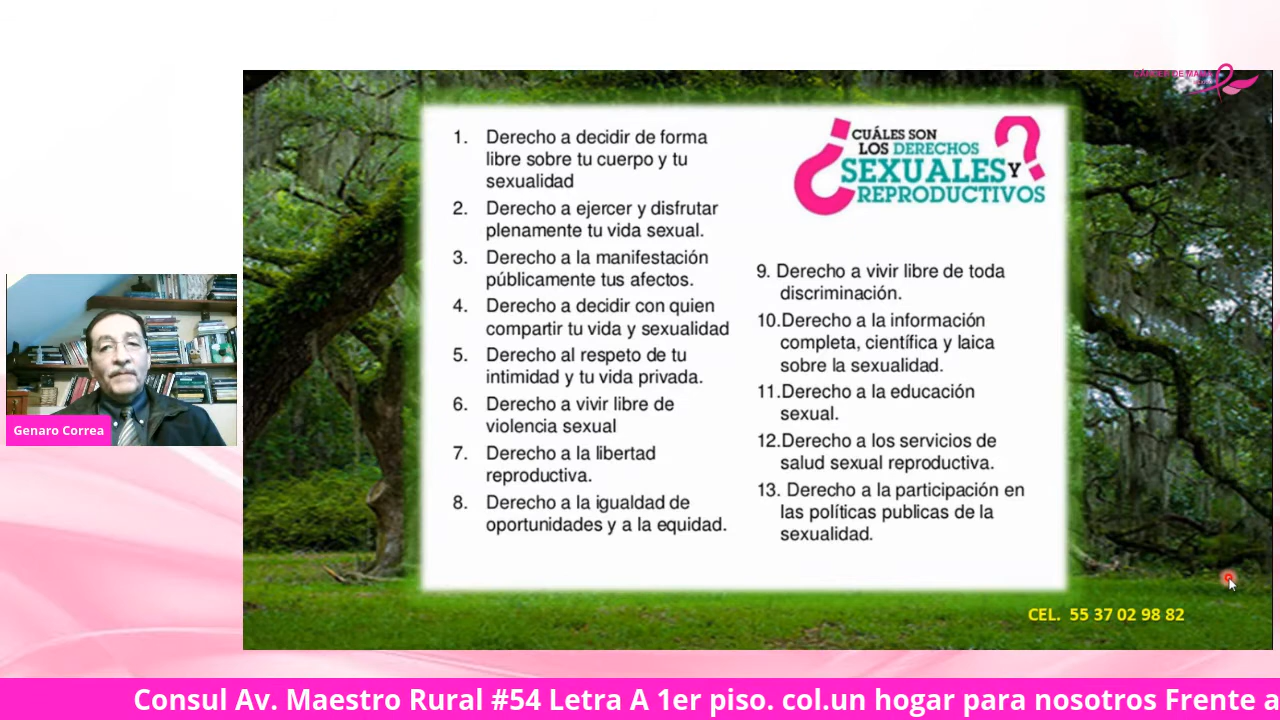 CÁNCER DE MAMA
1. Derecho a decidir de forma
libre sobre tu cuerpo y tu
sexualidad
2. Derecho a ejercer y disfrutar
plenamente tu vida sexual.
3. Derecho a la manifestación
públicamente tus afectos.
4. Derecho a decidir con quien
compartir tu vida y sexualidad
5. Derecho al respeto de tu
intimidad y tu vida privada.
6. Derecho a vivir libre de
violencia sexual
7. Derecho a la libertad
reproductiva.
8. Derecho a la igualdad de
oportunidades y a la equidad.
¿CUÁLES SON
LOS DERECHOS
SEXUALES Y
REPRODUCTIVOS?
9. Derecho a vivir libre de toda
discriminación.
10.Derecho a la información
completa, científica y laica
sobre la sexualidad.
11.Derecho a la educación
sexual.
12.Derecho a los servicios de
salud sexual reproductiva.
13. Derecho a la participación en
las políticas publicas de la
sexualidad.
Genaro Correa
CEL. 55 37 02 98 82
Consul Av. Maestro Rural #54 Letra A 1er piso. col.un hogar para nosotros Frente a